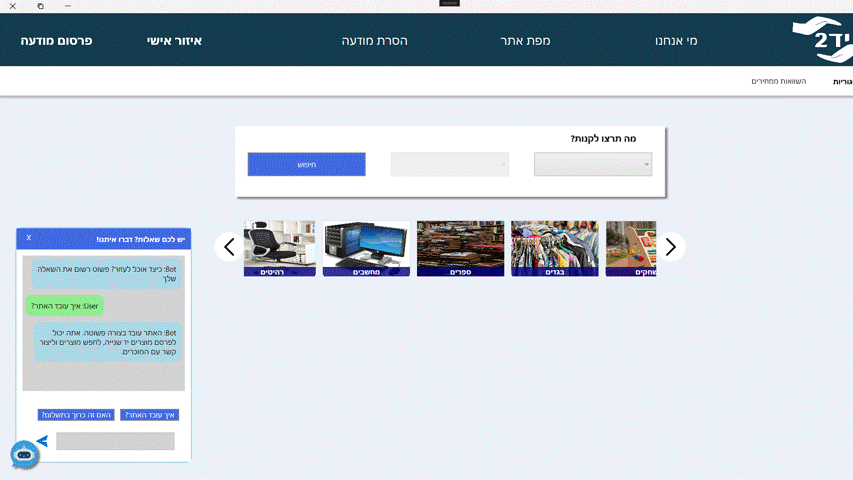 יד2
מי אנחנו
מפת אתר
הסרת מודעה
איזור אישי
פרסום מודעה
גוריות
השוואות ממחירים
מה תרצו לקנות?
חיפוש
שחקים
בגדים
ספרים
מחשבים
רהיטים
יש לכם שאלות? דברו איתנו!
X
Bot: כיצד אוכל לעזור? פשוט רשום את השאלה
שלך
User: איך עובד האתר?
Bot: האתר עובד בצורה פשוטה. אתה יכול
לפרסם מוצרים יד שנייה, לחפש מוצרים וליצור
קשר עם המוכרים.
איך עובד האתר?
האם זה כרוך בתשלום?